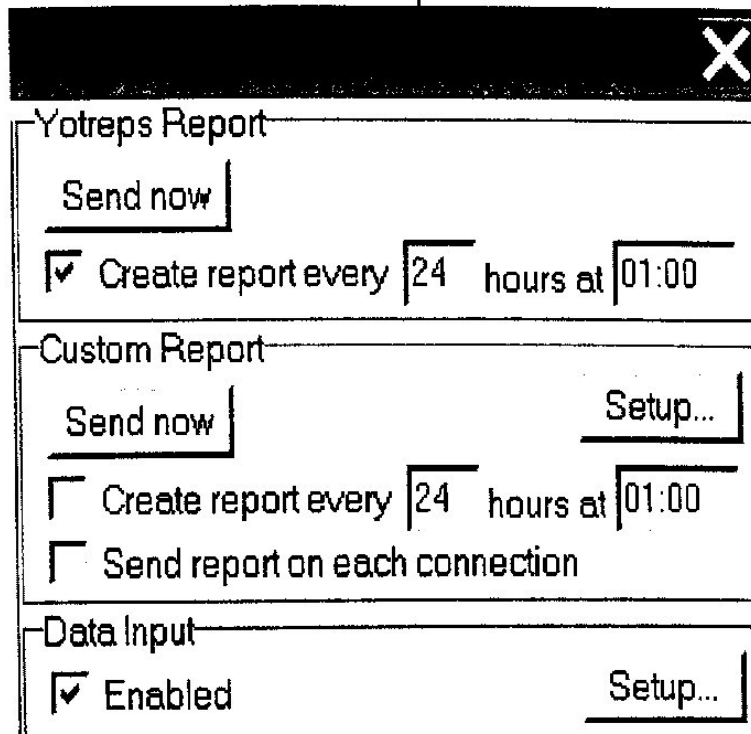 Yotreps Report
Send now
Create report every 24 hours at 01:00
Custom Report
Send now Setup...
Create report every 24 hours at 01:00
Send report on each connection
Data Input
Enabled Setup...